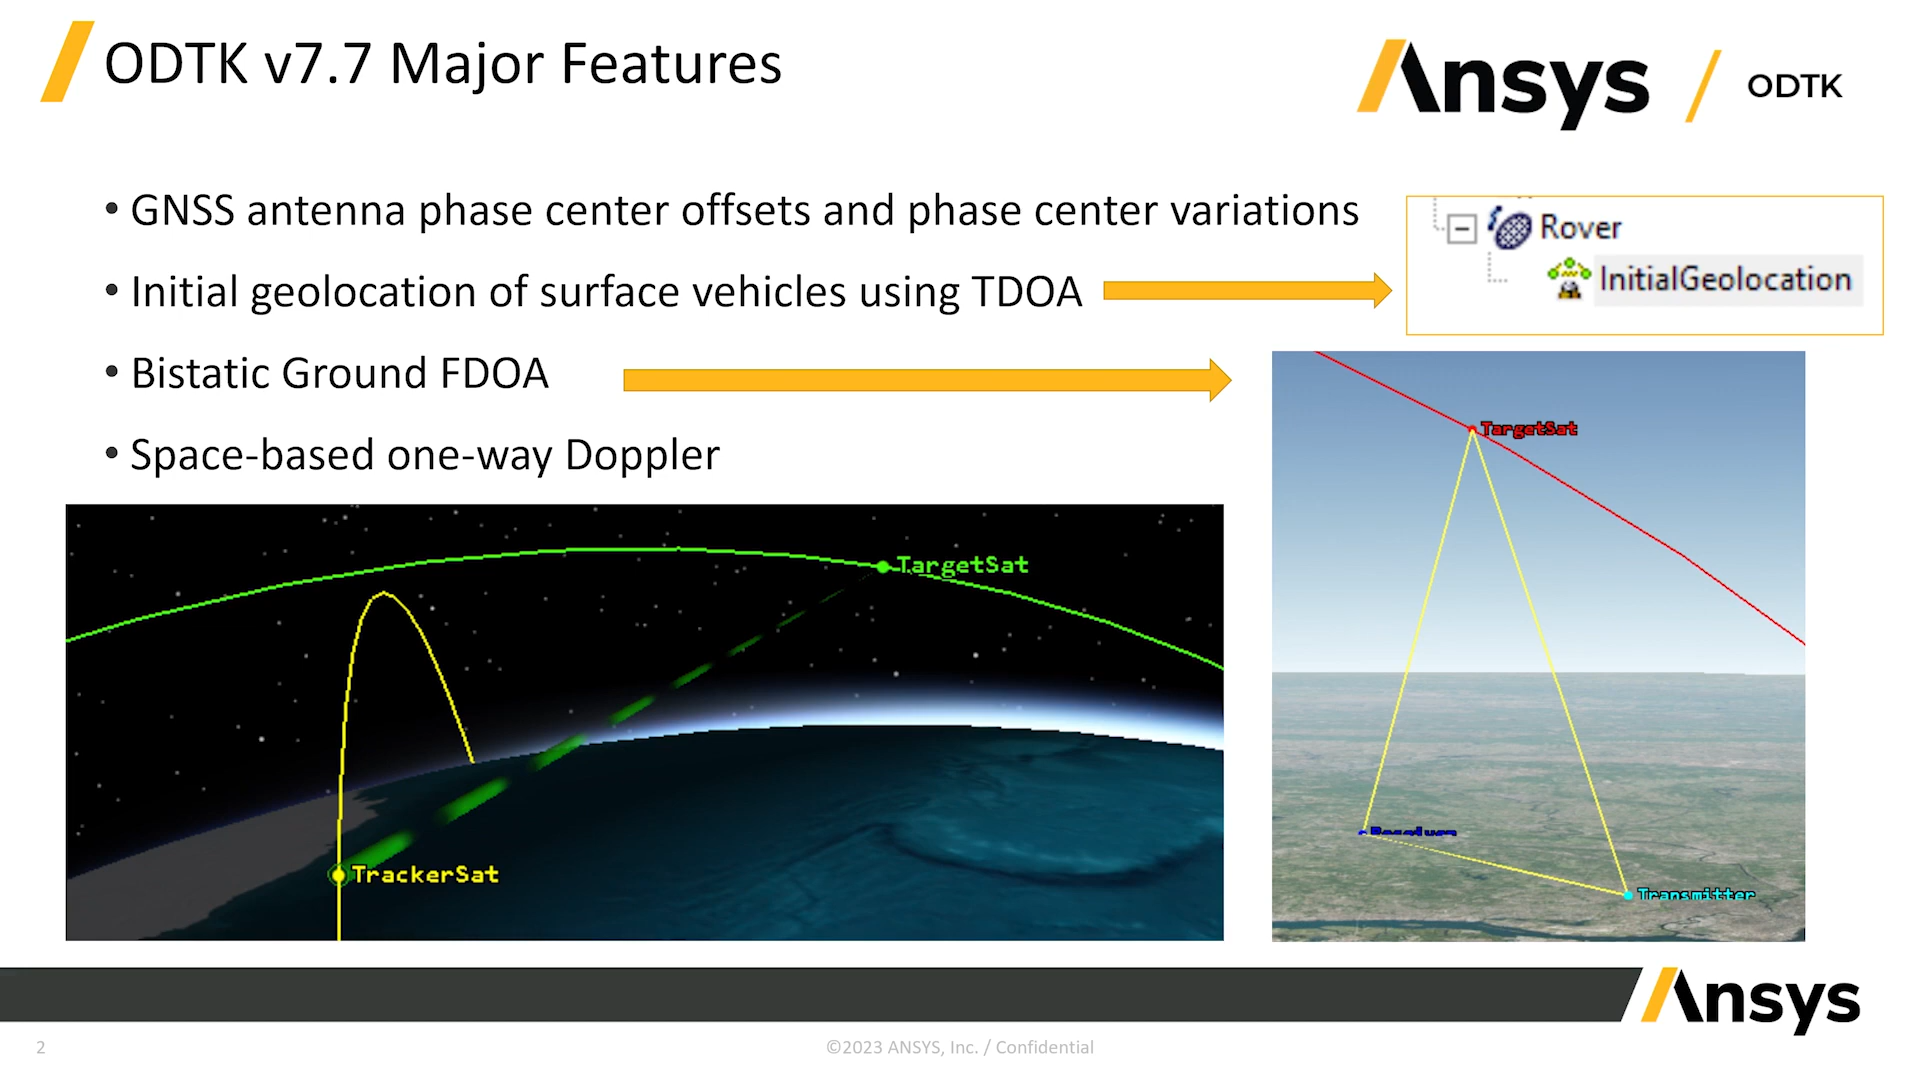 ODTK v7.7 Major Features
Ansys / ODTK
• GNSS antenna phase center offsets and phase center variations
• Initial geolocation of surface vehicles using TDOA
• Bistatic Ground FDOA
• Space-based one-way Doppler
Rover
InitialGeolocation
TargetSat
TrackerSat
TargetSat
Transmitter
Ansys
2
©2023 ANSYS, Inc. / Confidential